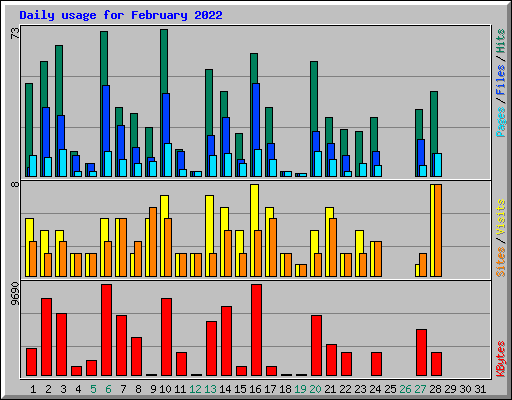 Daily usage for February 2022
73
Pages / Files / Hits
8
Sites / Visits
9690
KBytes
1 2 3 4 5 6 7 8 9 10 11 12 13 14 15 16 17 18 19 20 21 22 23 24 25 26 27 28 29 30 31